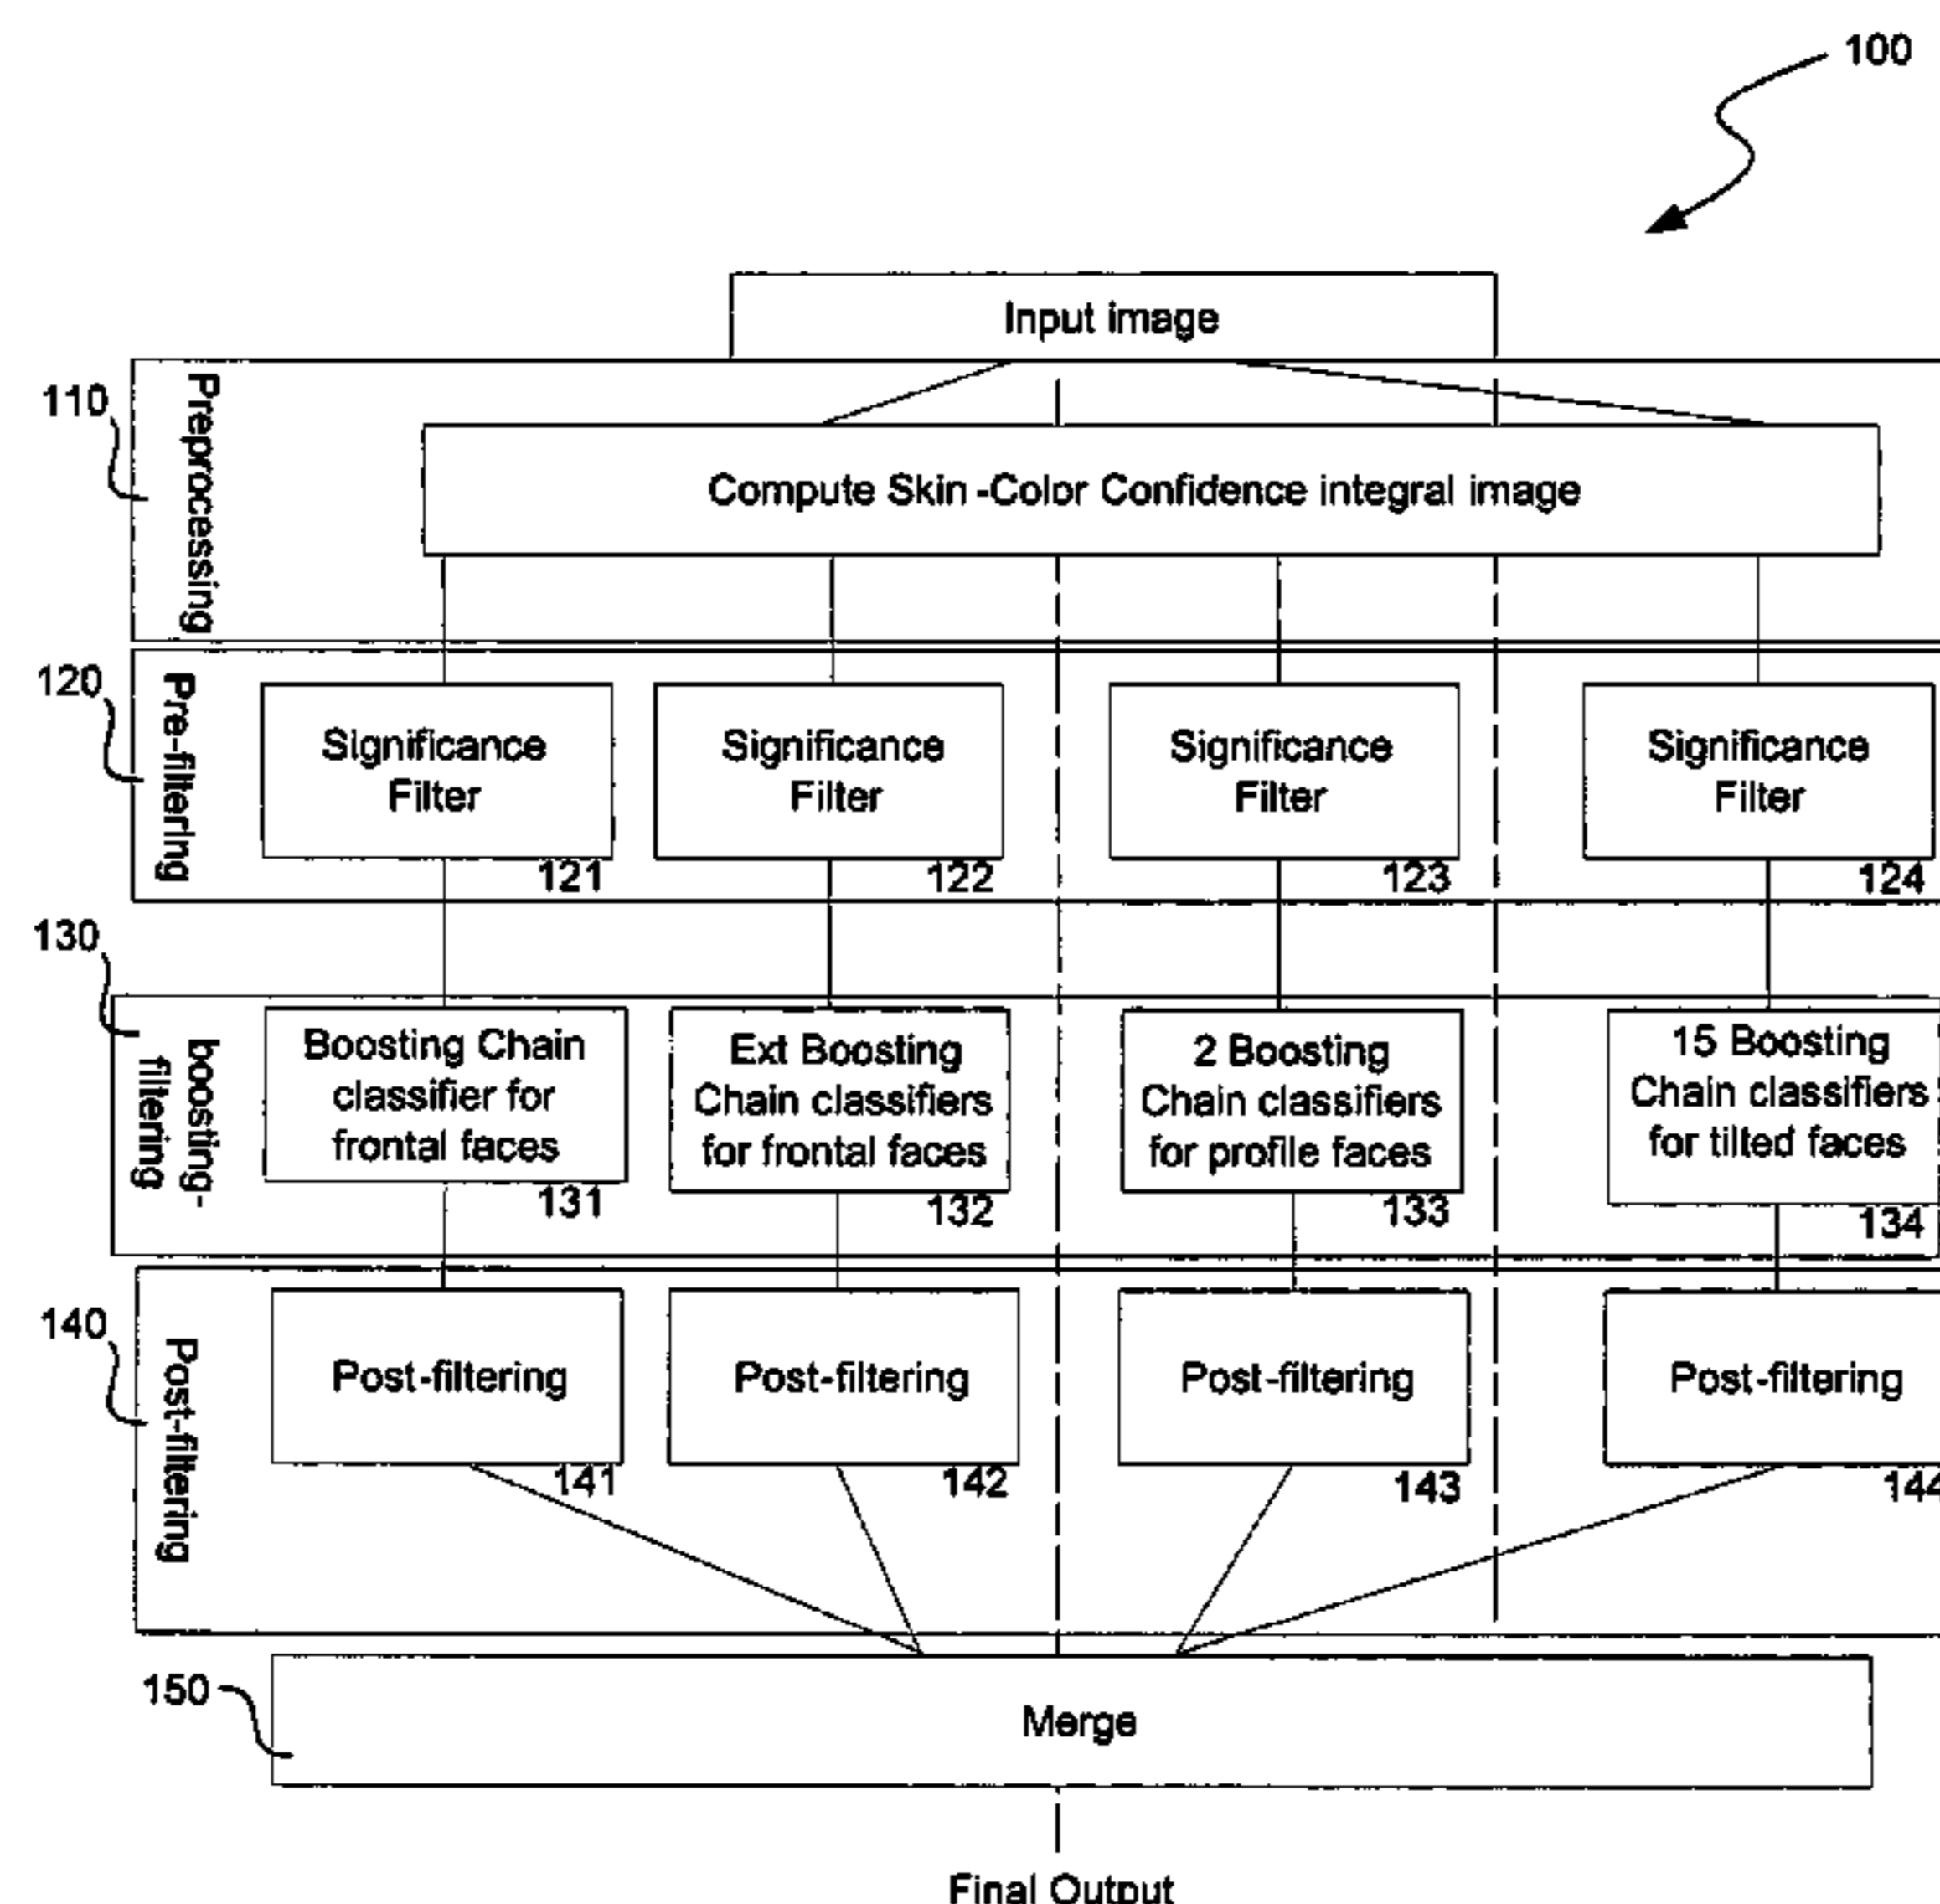 100
Input image
110
Preprocessing
Compute Skin-Color Confidence integral image
120
Pre-filtering
Significance
Filter
121
Significance
Filter
122
Significance
Filter
123
Significance
Filter
124
130
boosting-
filtering
Boosting Chain
classifier for
frontal faces
131
Ext Boosting
Chain classifiers
for frontal faces
132
2 Boosting
Chain classifiers
for profile faces
133
15 Boosting
Chain classifiers
for tilted faces
134
140
Post-filtering
Post-filtering
141
Post-filtering
142
Post-filtering
143
Post-filtering
144
150
Merge
Final Output